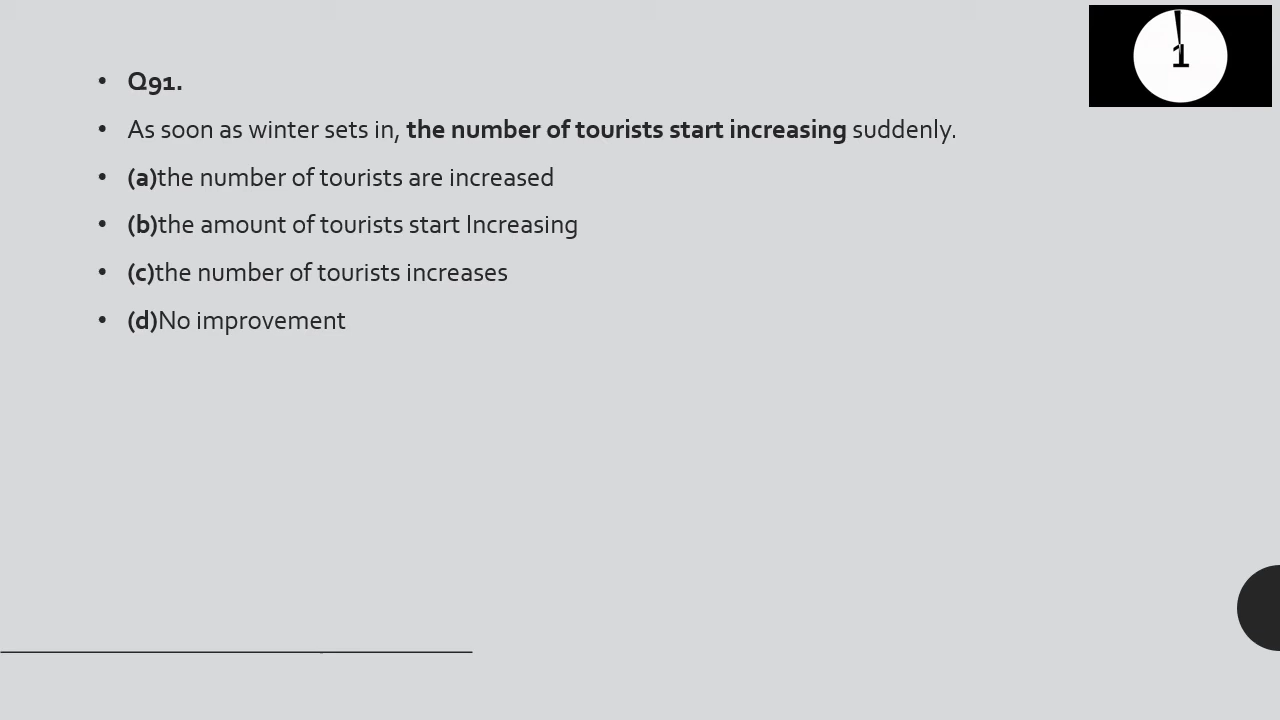 1
• Q91.
• As soon as winter sets in, the number of tourists start increasing suddenly.
• (a)the number of tourists are increased
• (b)the amount of tourists start Increasing
• (c)the number of tourists increases
• (d)No improvement